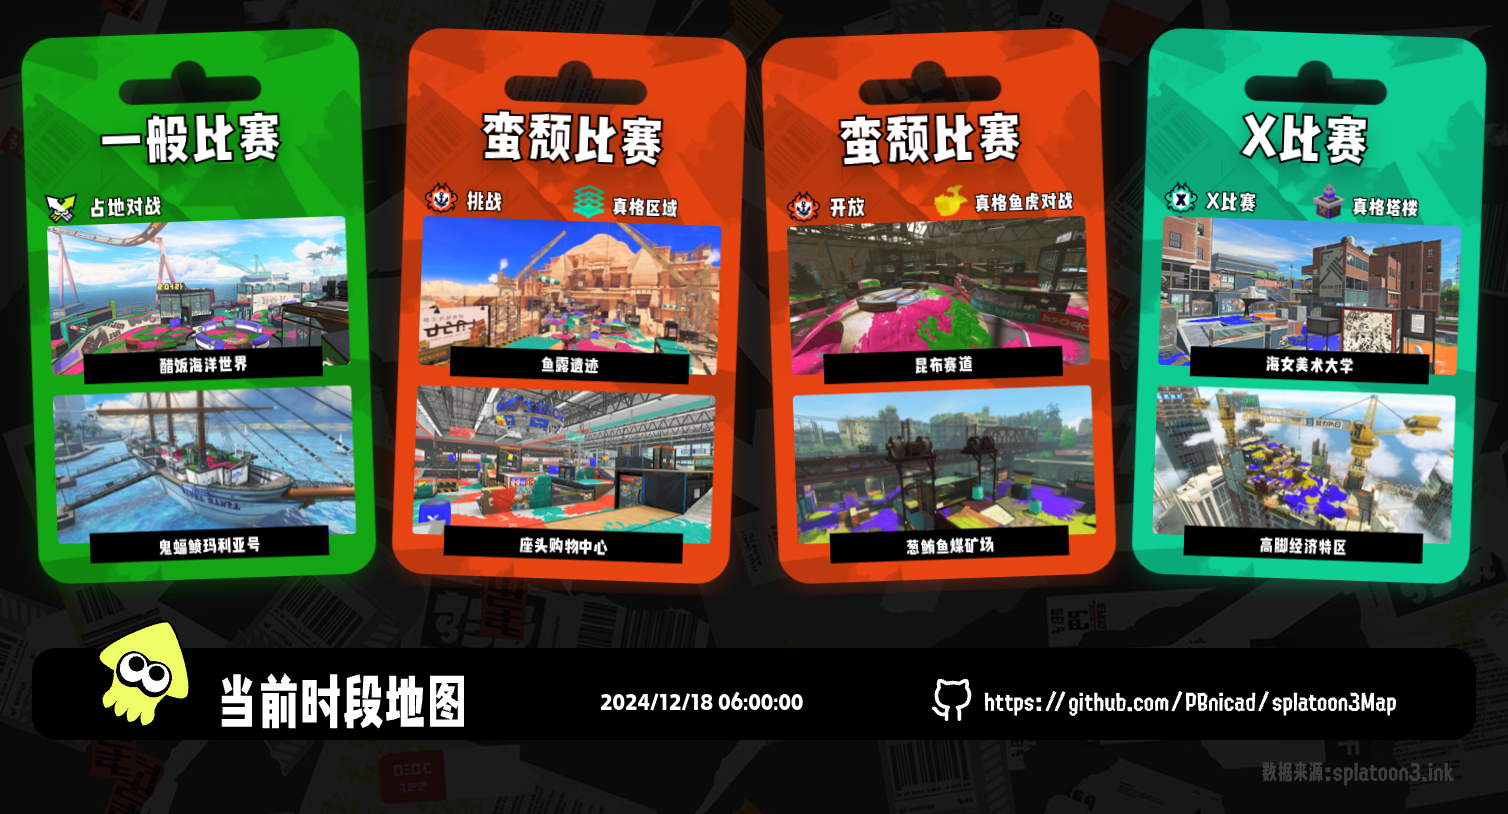 一般比赛
占地对战
醋饭海洋世界
鬼蝠鲼玛利亚号
蛮颓比赛
挑战
真格区域
鱼露遗迹
座头购物中心
蛮颓比赛
开放
真格鱼虎对战
昆布赛道
葱鲔鱼煤矿场
X比赛
X比赛
真格塔楼
海女美术大学
高脚经济特区
当前时段地图
2024/12/18 06:00:00
https://github.com/PBnicad/splatoon3Map
数据来源:splatoon3.ink